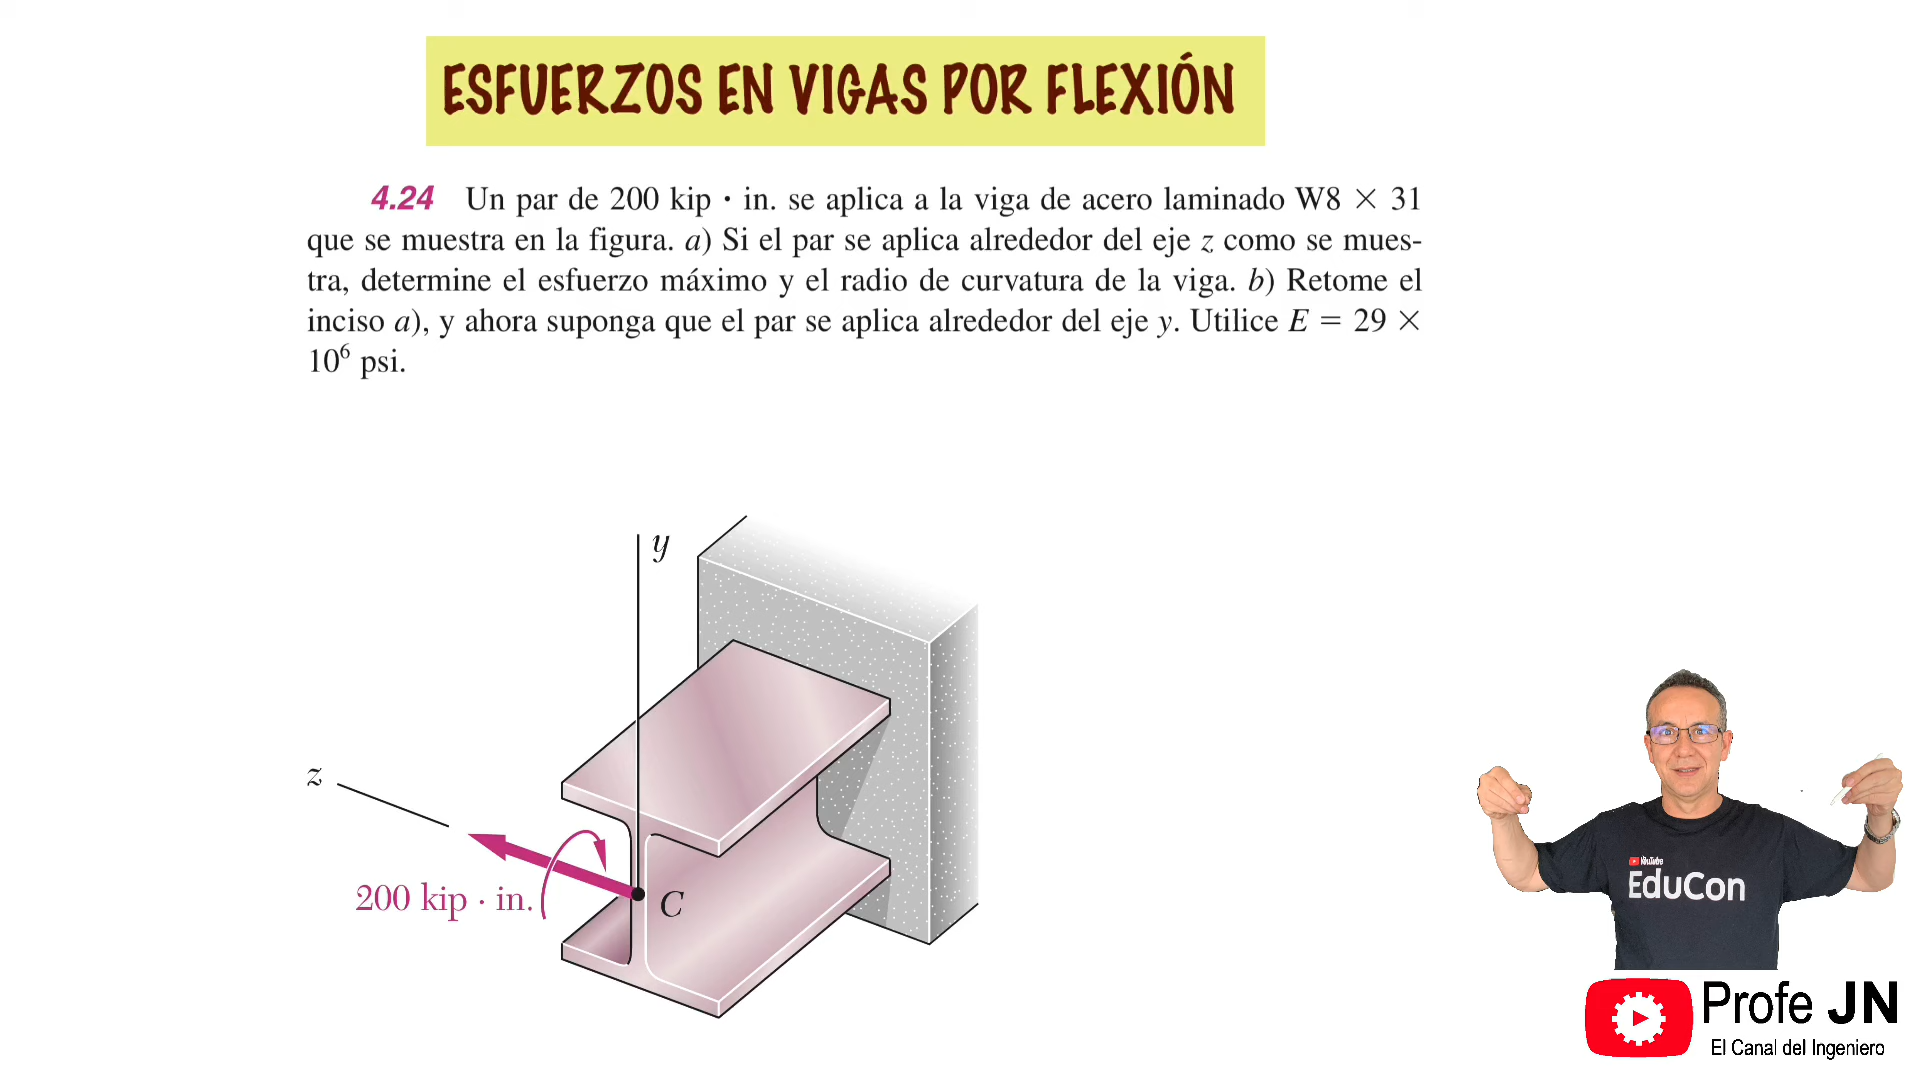 ESFUERZOS EN VIGAS POR FLEXIÓN
4.24 Un par de 200 kip · in. se aplica a la viga de acero laminado W8 × 31
que se muestra en la figura. a) Si el par se aplica alrededor del eje z como se mues-
tra, determine el esfuerzo máximo y el radio de curvatura de la viga. b) Retome el
inciso a), y ahora suponga que el par se aplica alrededor del eje y. Utilice E = 29 ×
10⁶ psi.
y
z
200 kip · in.
C
YouTube
EduCon
Profe JN
El Canal del Ingeniero